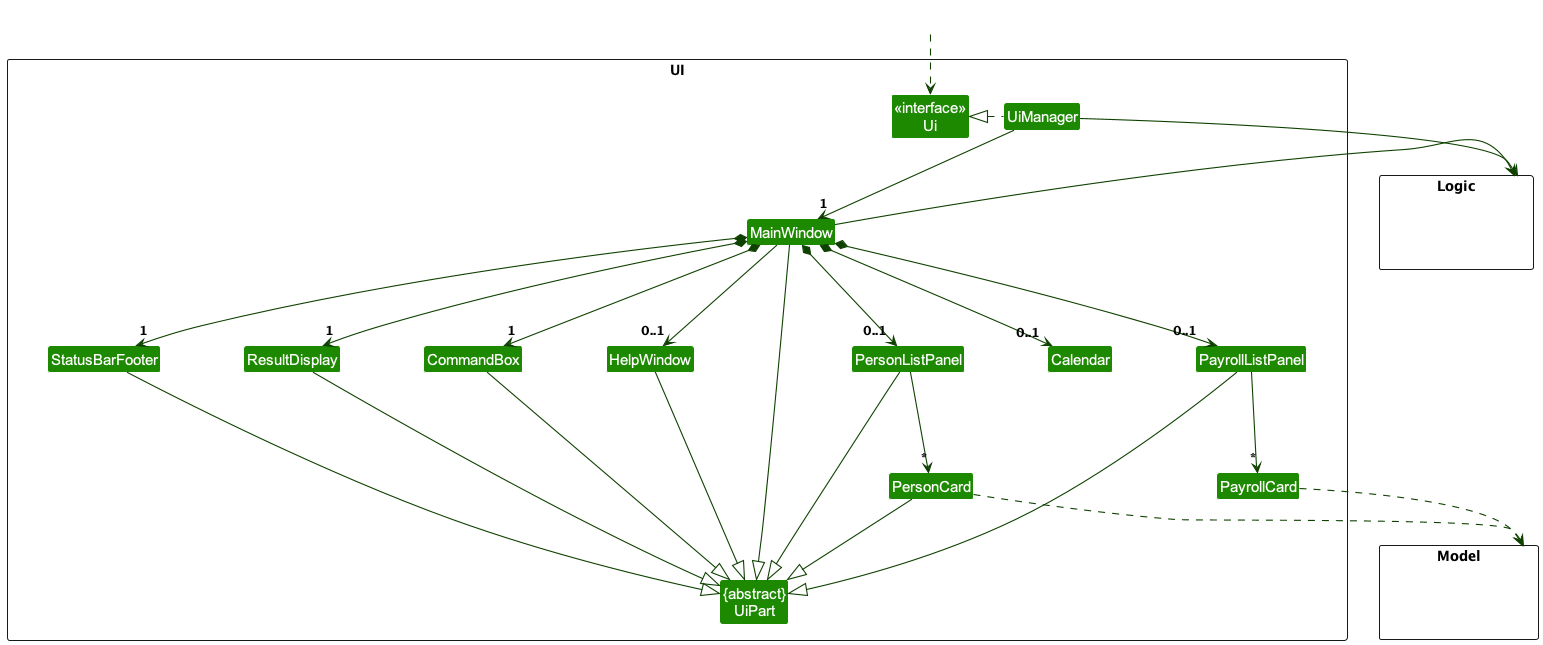 UI
«interface»
Ui
UiManager
Logic
1
MainWindow
1
1
1
0..1
0..1
0..1
0..1
StatusBarFooter
ResultDisplay
CommandBox
HelpWindow
PersonListPanel
Calendar
PayrollListPanel
*
*
PersonCard
PayrollCard
Model
{abstract}
UiPart